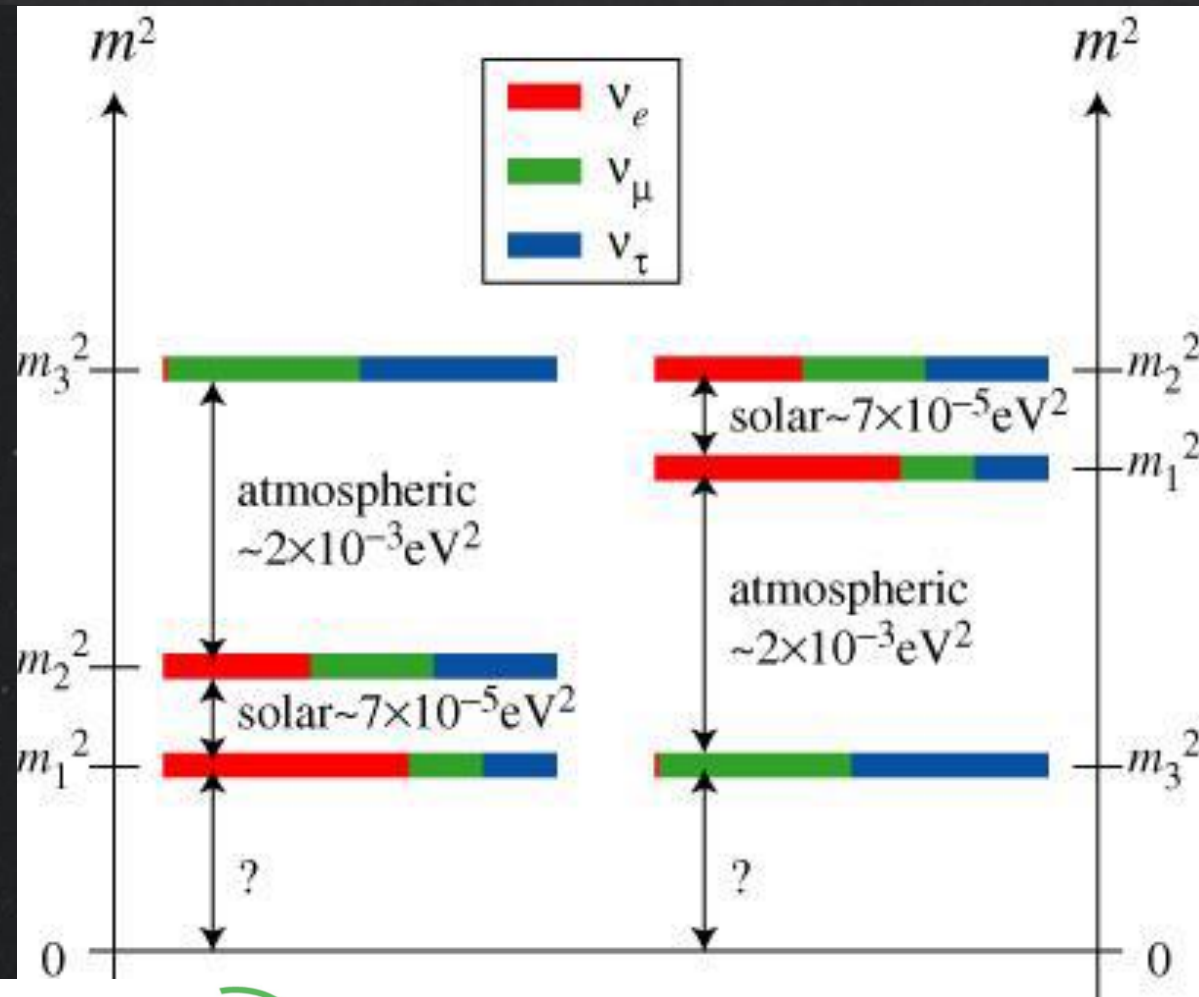 m²
m²
νe
νμ
ντ
m₃²
m₂²
solar~7×10⁻⁵eV²
m₁²
atmospheric
~2×10⁻³eV²
atmospheric
~2×10⁻³eV²
m₂²
solar~7×10⁻⁵eV²
m₁²
m₃²
?
?
0
0